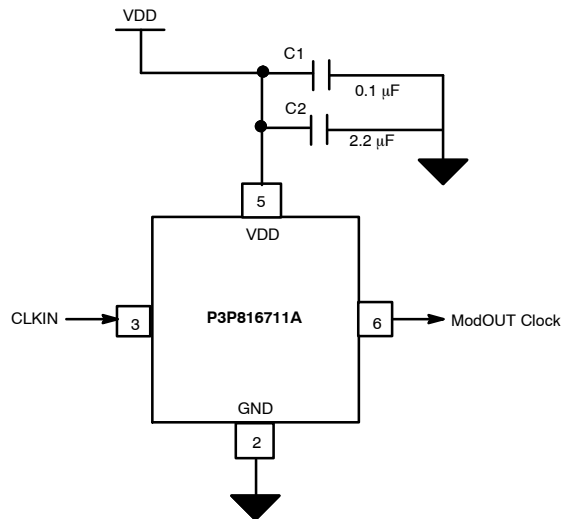 VDD
C1
0.1 μF
C2
2.2 μF
5
VDD
CLKIN
3
P3P816711A
6
ModOUT Clock
GND
2